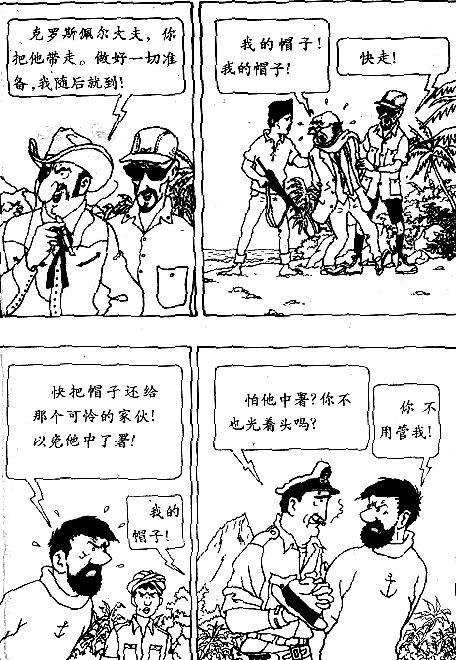 克罗斯佩尔大夫，你
把他带走。做好一切准
备，我随后就到！
我的帽子！
我的帽子！
快走！
快把帽子还给
那个可怜的家伙！
以免他中了暑！
我的
帽子！
怕他中暑？你不
也光着头吗？
你不
用管我！